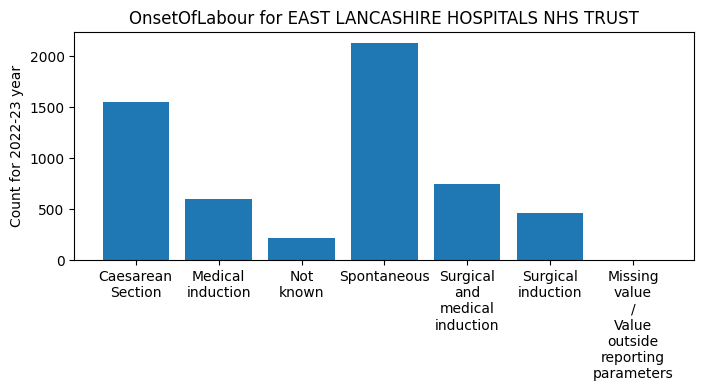 OnsetOfLabour for EAST LANCASHIRE HOSPITALS NHS TRUST
Count for 2022-23 year
2000
1500
1000
500
0
Caesarean
Section
Medical
induction
Not
known
Spontaneous
Surgical
and
medical
induction
Surgical
induction
Missing
value
/
Value
outside
reporting
parameters